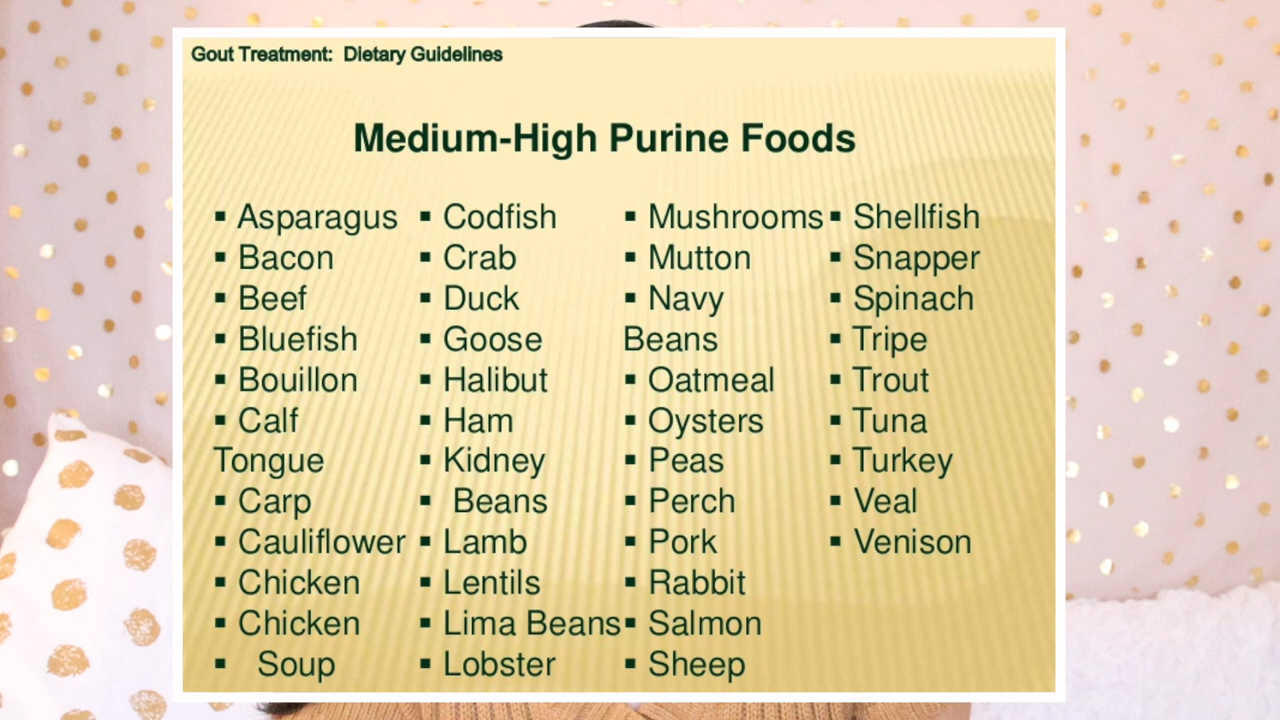 Gout Treatment: Dietary Guidelines
Medium-High Purine Foods
▪ Asparagus
▪ Bacon
▪ Beef
▪ Bluefish
▪ Bouillon
▪ Calf
Tongue
▪ Carp
▪ Cauliflower
▪ Chicken
▪ Chicken
▪ Soup
▪ Codfish
▪ Crab
▪ Duck
▪ Goose
▪ Halibut
▪ Ham
▪ Kidney
▪ Beans
▪ Lamb
▪ Lentils
▪ Lima Beans
▪ Lobster
▪ Mushrooms
▪ Mutton
▪ Navy
Beans
▪ Oatmeal
▪ Oysters
▪ Peas
▪ Perch
▪ Pork
▪ Rabbit
▪ Salmon
▪ Sheep
▪ Shellfish
▪ Snapper
▪ Spinach
▪ Tripe
▪ Trout
▪ Tuna
▪ Turkey
▪ Veal
▪ Venison